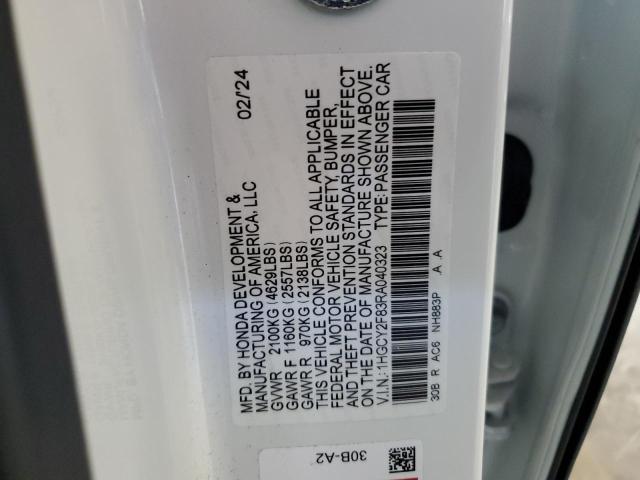 MFD. BY HONDA DEVELOPMENT & 02/'24
MANUFACTURING OF AMERICA, LLC
GVWR 2100KG (4629LBS)
GAWR F 1160KG (2557LBS)
GAWR R 970KG (2138LBS)
THIS VEHICLE CONFORMS TO ALL APPLICABLE
FEDERAL MOTOR VEHICLE SAFETY, BUMPER,
AND THEFT PREVENTION STANDARDS IN EFFECT
ON THE DATE OF MANUFACTURE SHOWN ABOVE.
V.I.N.:1HGCY2F83RA040323 TYPE:PASSENGER CAR
30B R AC6 NH883P A A
30B-A2